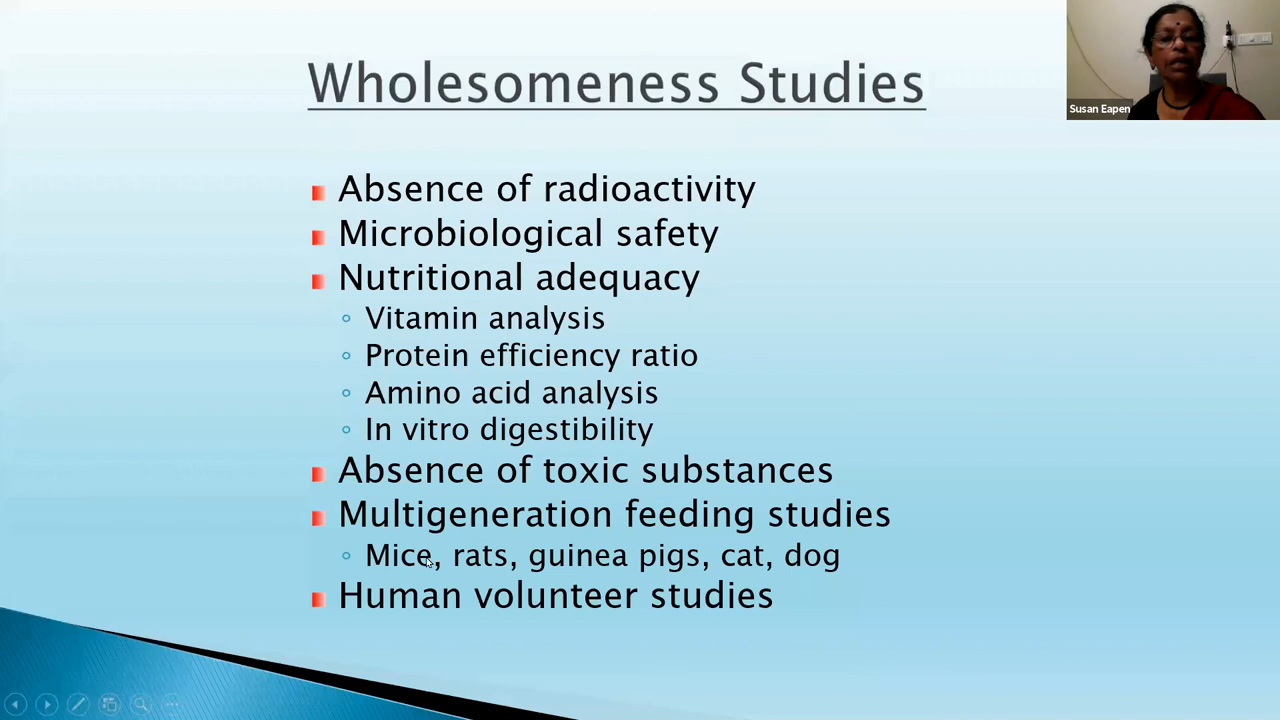 Wholesomeness Studies
Susan Eapen
Absence of radioactivity
Microbiological safety
Nutritional adequacy
Vitamin analysis
Protein efficiency ratio
Amino acid analysis
In vitro digestibility
Absence of toxic substances
Multigeneration feeding studies
Mice, rats, guinea pigs, cat, dog
Human volunteer studies